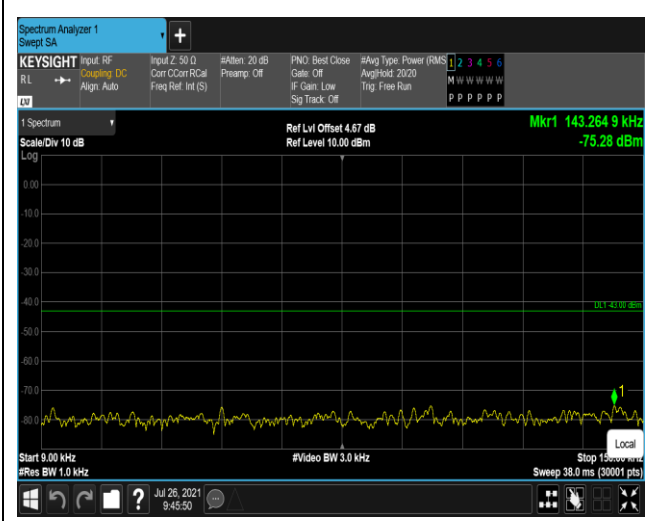 Spectrum Analyzer 1
Swept SA
+
KEYSIGHT
RL
LXI
Input: RF
Coupling: DC
Align: Auto
Input Z: 50 Ω
Corr CCorr RCal
Freq Ref: Int (S)
#Atten: 20 dB
Preamp: Off
PNO: Best Close
Gate: Off
IF Gain: Low
Sig Track: Off
#Avg Type: Power (RMS
Avg|Hold: 20/20
Trig: Free Run
1 2 3 4 5 6
M W W W W W
P P P P P P
1 Spectrum
Scale/Div 10 dB
Ref Lvl Offset 4.67 dB
Ref Level 10.00 dBm
Mkr1 143.264 9 kHz
-75.28 dBm
Log
0.00
-10.0
-20.0
-30.0
-40.0
DL1 -43.00 dBm
-50.0
-60.0
-70.0
1
-80.0
Local
Start 9.00 kHz
#Res BW 1.0 kHz
#Video BW 3.0 kHz
Stop
Sweep 38.0 ms (30001 pts)
?
Jul 26, 2021
9:45:50